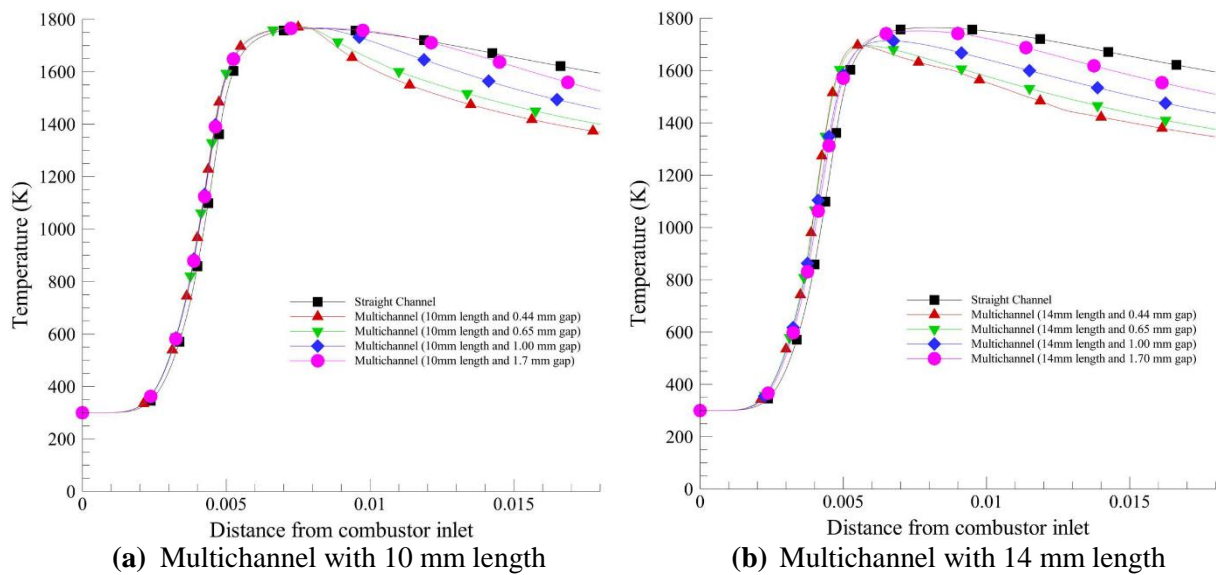 1800
1600
1400
1200
1000
800
600
400
200
0
Temperature (K)
Straight Channel
Multichannel (10mm length and 0.44 mm gap)
Multichannel (10mm length and 0.65 mm gap)
Multichannel (10mm length and 1.00 mm gap)
Multichannel (10mm length and 1.7 mm gap)
0 0.005 0.01 0.015
Distance from combustor inlet
(a) Multichannel with 10 mm length
1800
1600
1400
1200
1000
800
600
400
200
0
Temperature (K)
Straight Channel
Multichannel (14mm length and 0.44 mm gap)
Multichannel (14mm length and 0.65 mm gap)
Multichannel (14mm length and 1.00 mm gap)
Multichannel (14mm length and 1.70 mm gap)
0 0.005 0.01 0.015
Distance from combustor inlet
(b) Multichannel with 14 mm length